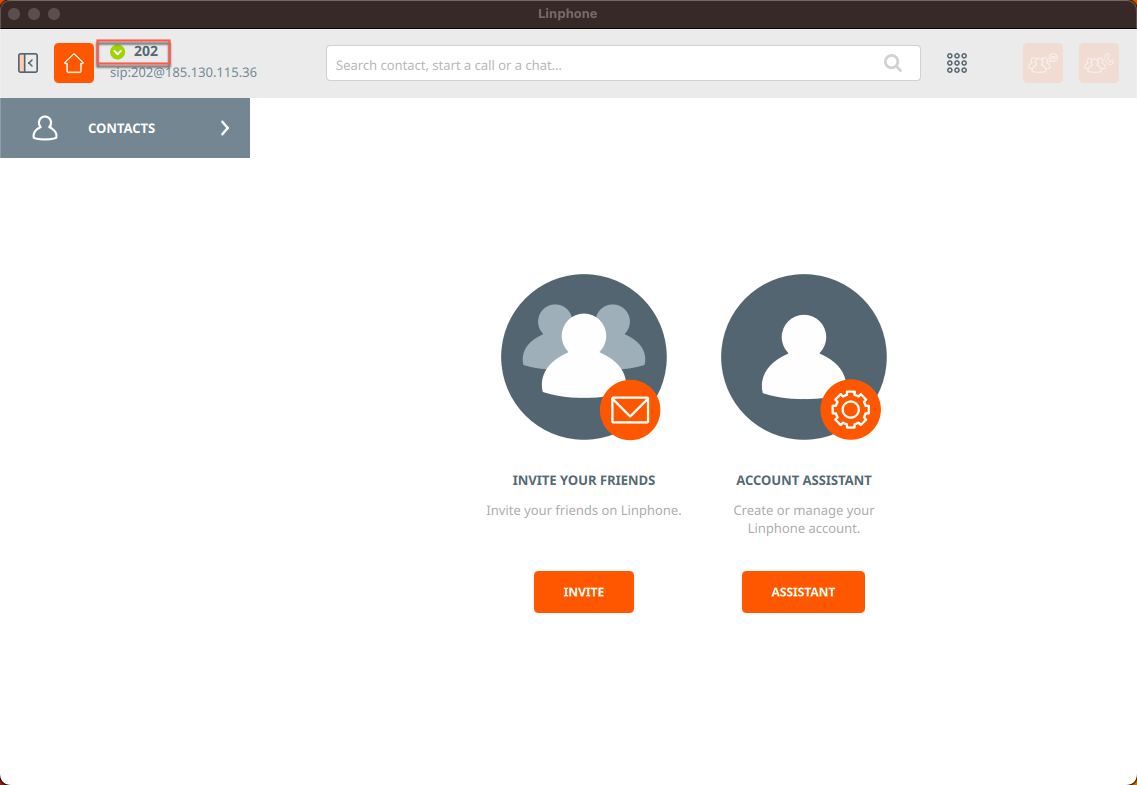 Linphone
202
sip:202@185.130.115.36
Search contact, start a call or a chat...
CONTACTS
INVITE YOUR FRIENDS
Invite your friends on Linphone.
INVITE
ACCOUNT ASSISTANT
Create or manage your
Linphone account.
ASSISTANT